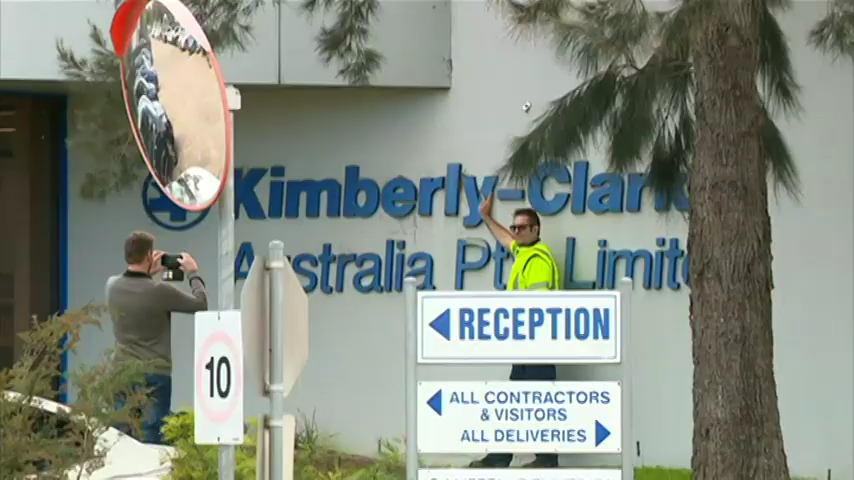 Kimberly-Clark
Australia Pty Limited
10
RECEPTION
ALL CONTRACTORS
& VISITORS
ALL DELIVERIES